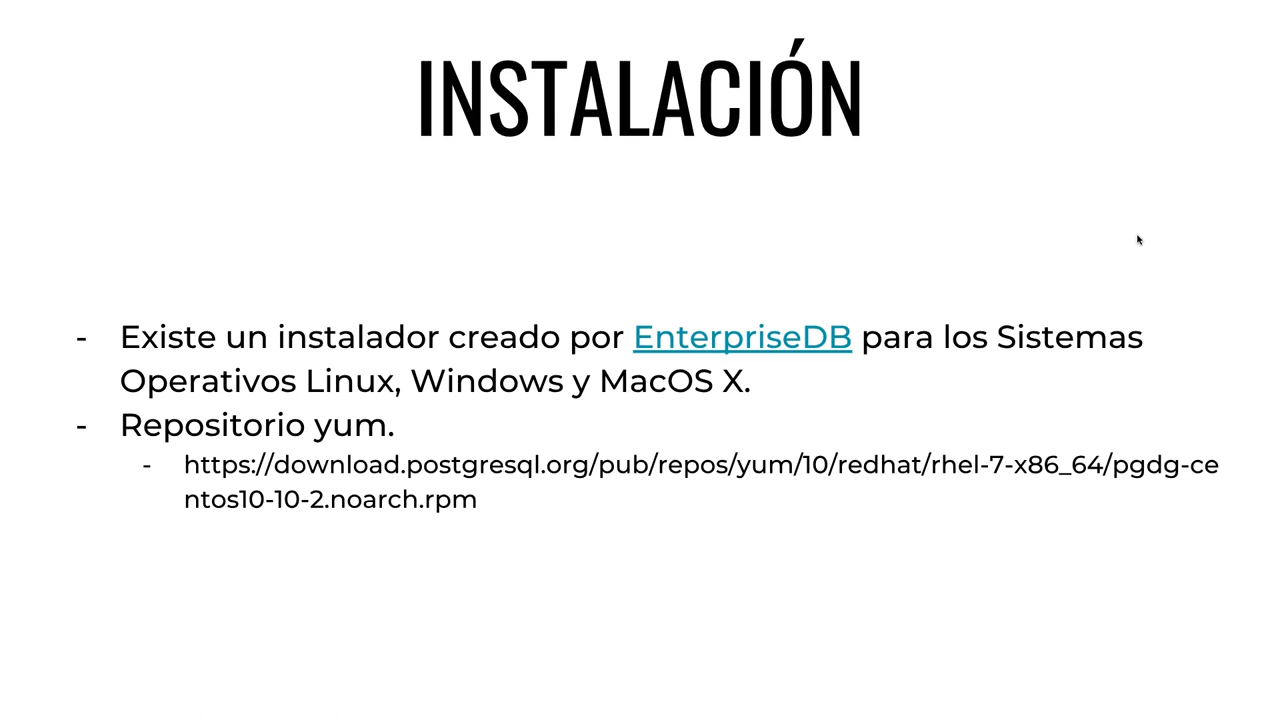 INSTALACIÓN
- Existe un instalador creado por EnterpriseDB para los Sistemas
Operativos Linux, Windows y MacOS X.
- Repositorio yum.
- https://download.postgresql.org/pub/repos/yum/10/redhat/rhel-7-x86_64/pgdg-ce
ntos10-10-2.noarch.rpm